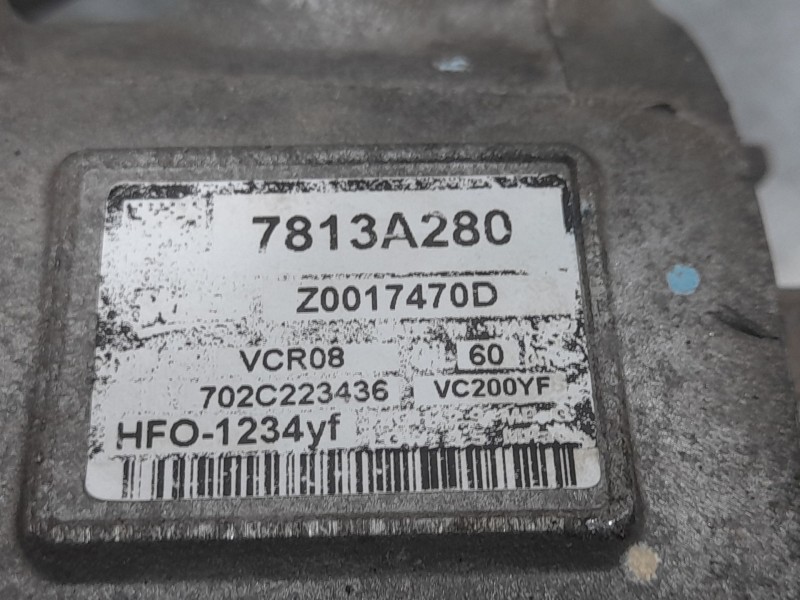 7813A280
Z0017470D
VCR08 60
702C223436 VC200YF
HFO-1234yf